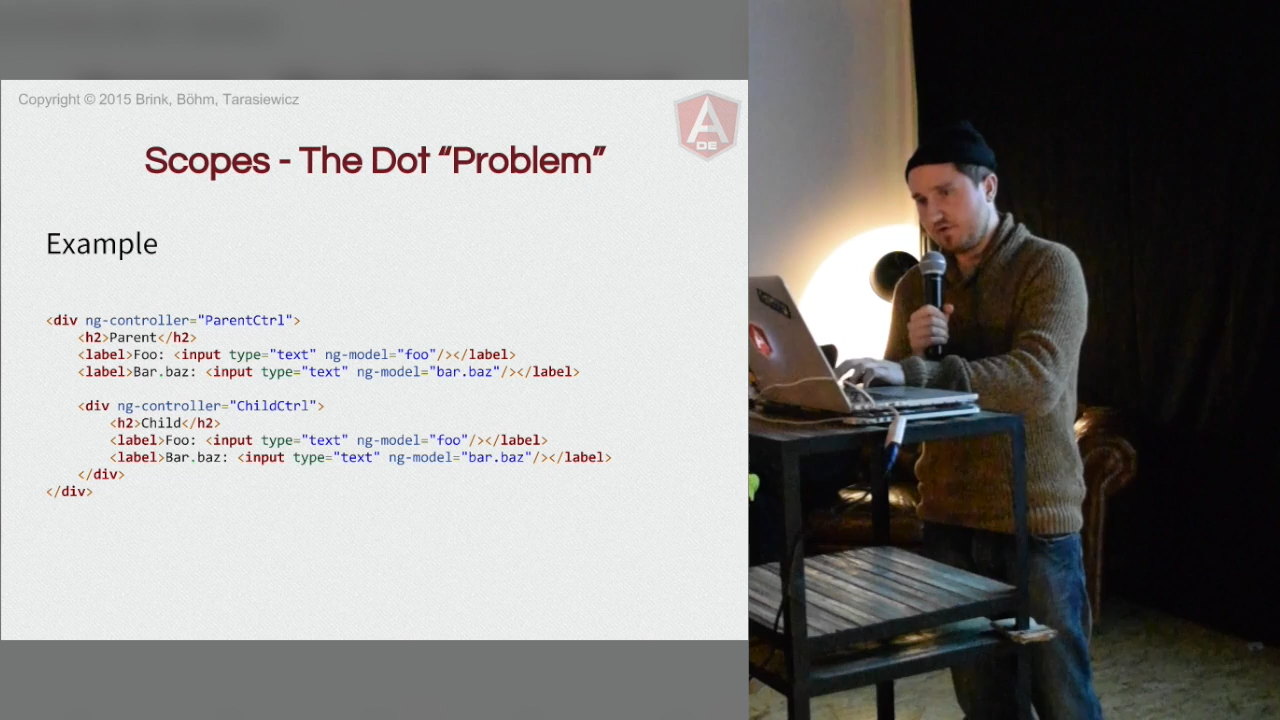 Copyright © 2015 Brink, Böhm, Tarasiewicz
DE
Scopes - The Dot “Problem”
Example
<div ng-controller="ParentCtrl">
    <h2>Parent</h2>
    <label>Foo: <input type="text" ng-model="foo"/></label>
    <label>Bar.baz: <input type="text" ng-model="bar.baz"/></label>
    <div ng-controller="ChildCtrl">
        <h2>Child</h2>
        <label>Foo: <input type="text" ng-model="foo"/></label>
        <label>Bar.baz: <input type="text" ng-model="bar.baz"/></label>
    </div>
</div>